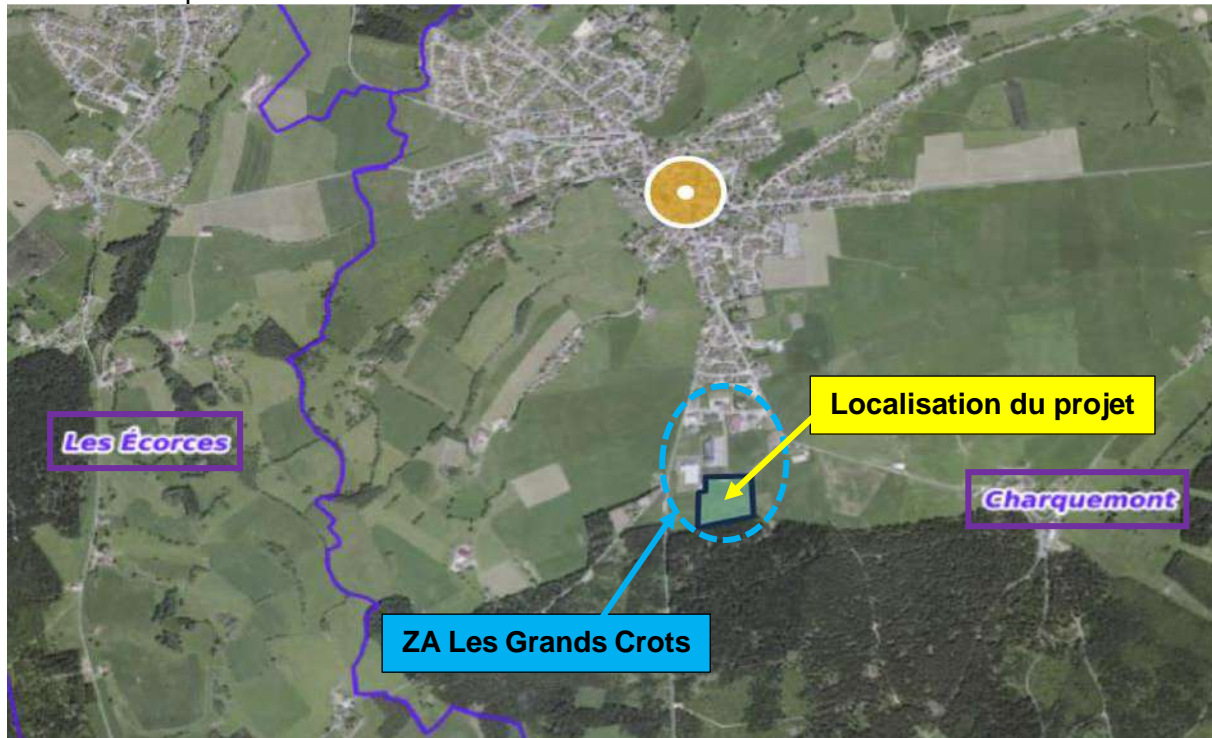 Localisation du projet
Les Écorces
Charquemont
ZA Les Grands Crots